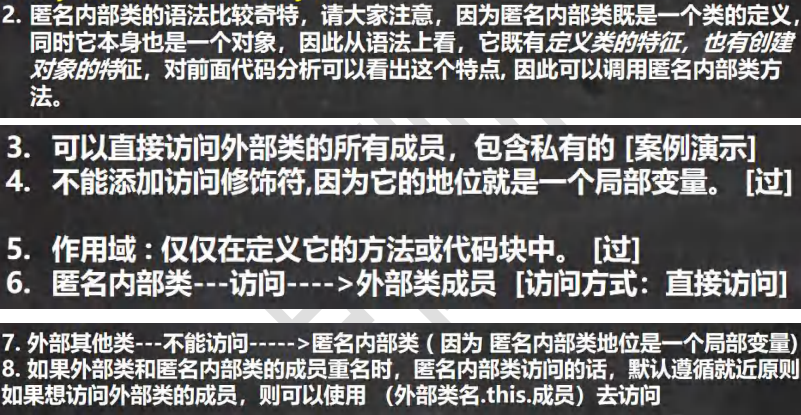 2. 匿名内部类的语法比较奇特，请大家注意，因为匿名内部类既是一个类的定义，
同时它本身也是一个对象，因此从语法上看，它既有定义类的特征，也有创建
对象的特征，对前面代码分析可以看出这个特点, 因此可以调用匿名内部类方
法。
3. 可以直接访问外部类的所有成员，包含私有的 [案例演示]
4. 不能添加访问修饰符,因为它的地位就是一个局部变量。 [过]
5. 作用域 : 仅仅在定义它的方法或代码块中。 [过]
6. 匿名内部类---访问---->外部类成员 [访问方式：直接访问]
7. 外部其他类---不能访问----->匿名内部类 ( 因为 匿名内部类地位是一个局部变量)
8. 如果外部类和匿名内部类的成员重名时，匿名内部类访问的话，默认遵循就近原则
如果想访问外部类的成员，则可以使用 （外部类名.this.成员）去访问